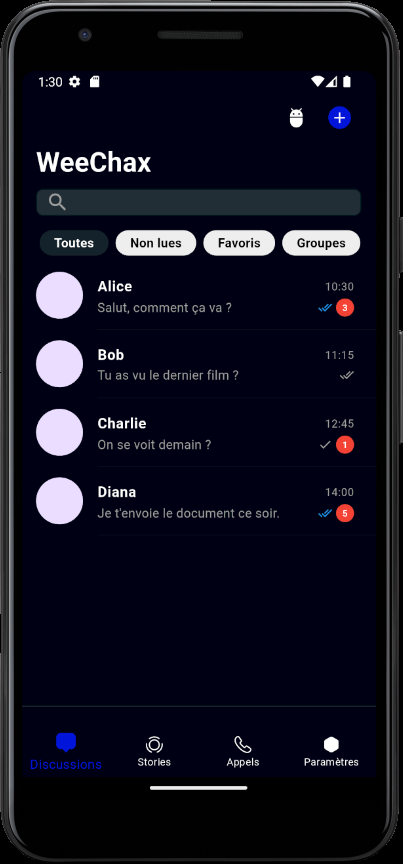 1:30
WeeChax
Toutes Non lues Favoris Groupes
Alice 10:30
Salut, comment ça va ? 3
Bob 11:15
Tu as vu le dernier film ?
Charlie 12:45
On se voit demain ? 1
Diana 14:00
Je t'envoie le document ce soir. 5
Discussions Stories Appels Paramètres